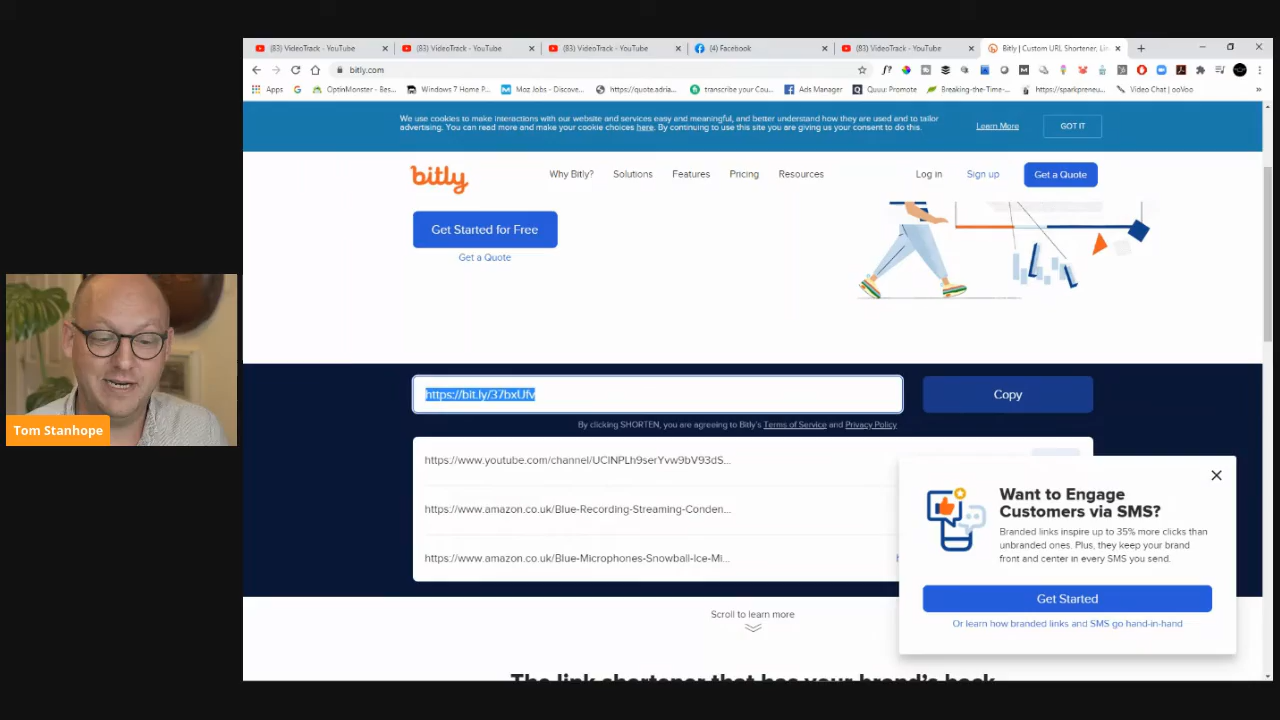 (83) VideoTrack - YouTube
(83) VideoTrack - YouTube
(83) VideoTrack - YouTube
(4) Facebook
(83) VideoTrack - YouTube
Bitly | Custom URL Shortener, Lin
bitly.com
f?
Apps
OptinMonster - Bes...
Windows 7 Home P...
Moz Jobs - Discove...
https://quote.adria...
transcribe your Cou...
Ads Manager
Quuu: Promote
Breaking-the-Time-...
https://sparkpreneu...
Video Chat | ooVoo
We use cookies to make interactions with our website and services easy and meaningful, and better understand how they are used and to tailor
advertising. You can read more and make your cookie choices here. By continuing to use this site you are giving us your consent to do this.
Learn More
GOT IT
bitly
Why Bitly?
Solutions
Features
Pricing
Resources
Log in
Sign up
Get a Quote
Get Started for Free
Get a Quote
https://bit.ly/37bxUfv
Copy
By clicking SHORTEN, you are agreeing to Bitly's Terms of Service and Privacy Policy
https://www.youtube.com/channel/UClNPLh9serYvw9bV93dS...
https://www.amazon.co.uk/Blue-Recording-Streaming-Conden...
https://www.amazon.co.uk/Blue-Microphones-Snowball-Ice-Mi...
Want to Engage
Customers via SMS?
Branded links inspire up to 35% more clicks than
unbranded ones. Plus, they keep your brand
front and center in every SMS you send.
Get Started
Or learn how branded links and SMS go hand-in-hand
Scroll to learn more
The link shortener that has your brand's back
Tom Stanhope